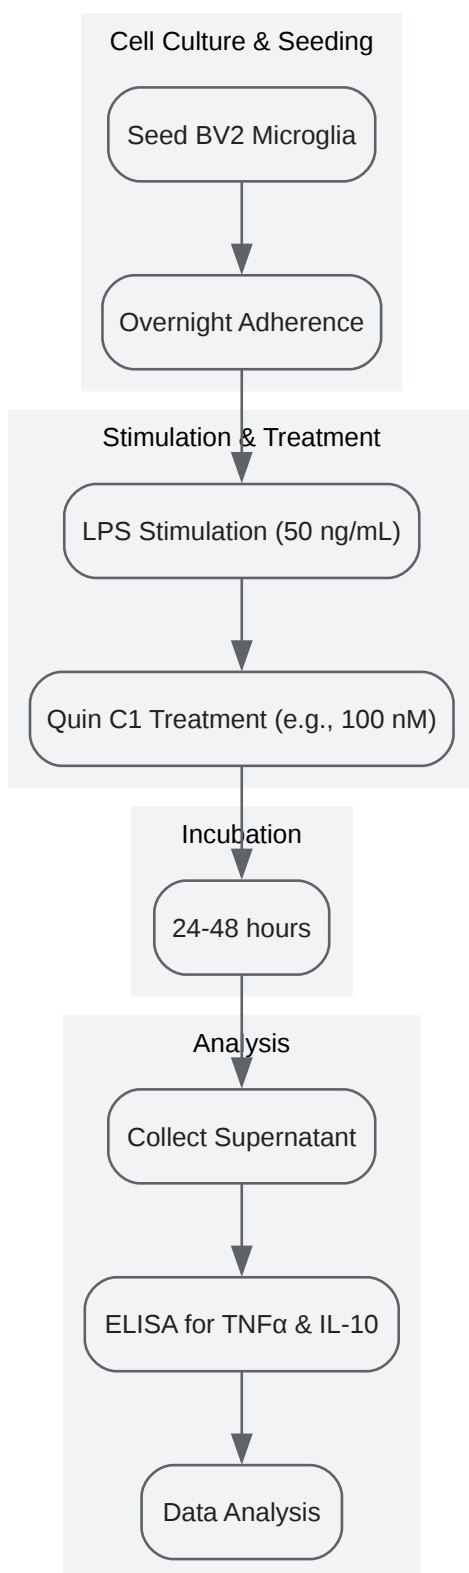 Cell Culture & Seeding
Seed BV2 Microglia
Overnight Adherence
Stimulation & Treatment
LPS Stimulation (50 ng/mL)
Quin C1 Treatment (e.g., 100 nM)
Incubation
24-48 hours
Analysis
Collect Supernatant
ELISA for TNFα & IL-10
Data Analysis